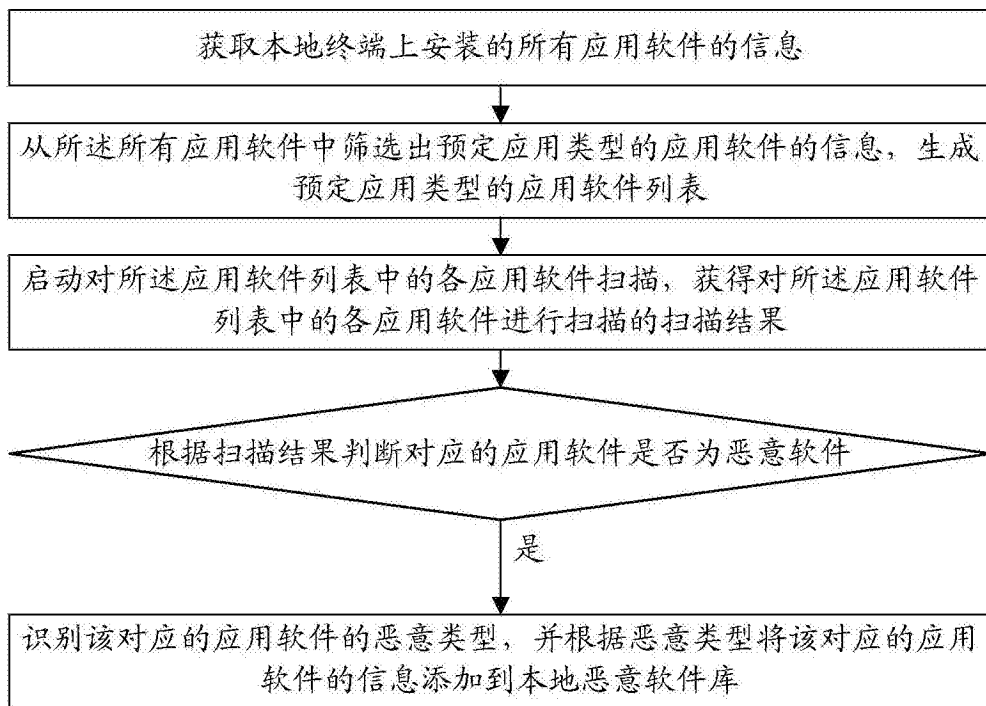 获取本地终端上安装的所有应用软件的信息
从所述所有应用软件中筛选出预定应用类型的应用软件的信息，生成
预定应用类型的应用软件列表
启动对所述应用软件列表中的各应用软件扫描，获得对所述应用软件
列表中的各应用软件进行扫描的扫描结果
根据扫描结果判断对应的应用软件是否为恶意软件
是
识别该对应的应用软件的恶意类型，并根据恶意类型将该对应的应用
软件的信息添加到本地恶意软件库